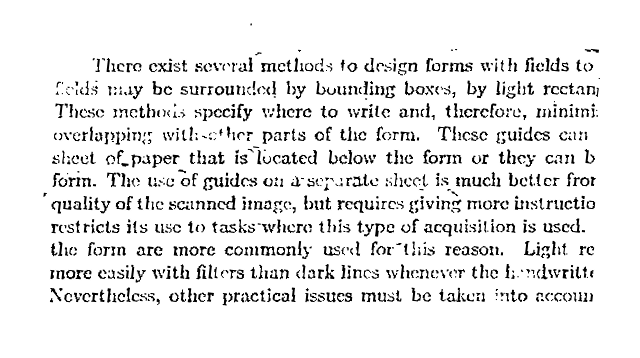 There exist several methods to design forms with fields to
fields may be surrounded by bounding boxes, by light rectan
These methods specify where to write and, therefore, minimi
overlapping with other parts of the form. These guides can
sheet of paper that is located below the form or they can b
form. The use of guides on a separate sheet is much better fror
quality of the scanned image, but requires giving more instructio
restricts its use to tasks where this type of acquisition is used.
the form are more commonly used for this reason. Light re
more easily with filters than dark lines whenever the handwritte
Nevertheless, other practical issues must be taken into accoun